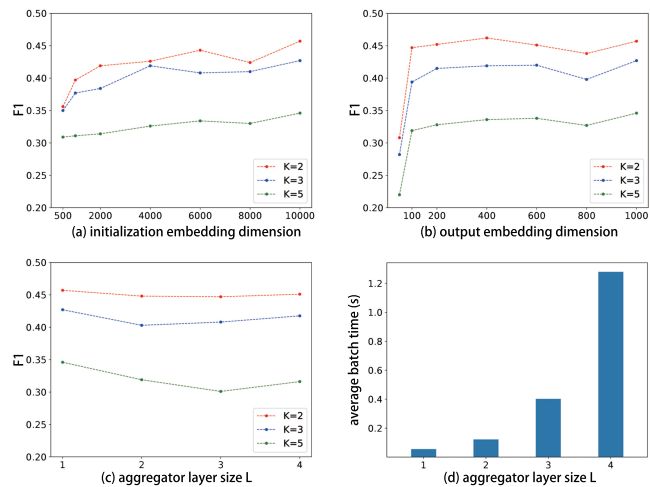 0.50
0.45
0.40
0.35
0.30
0.25
0.20
F1
K=2
K=3
K=5
500 2000 4000 6000 8000 10000
(a) initialization embedding dimension
0.50
0.45
0.40
0.35
0.30
0.25
0.20
F1
K=2
K=3
K=5
100 200 400 600 800 1000
(b) output embedding dimension
0.50
0.45
0.40
0.35
0.30
0.25
0.20
F1
K=2
K=3
K=5
1 2 3 4
(c) aggregator layer size L
1.2
1.0
0.8
0.6
0.4
0.2
average batch time (s)
1 2 3 4
(d) aggregator layer size L